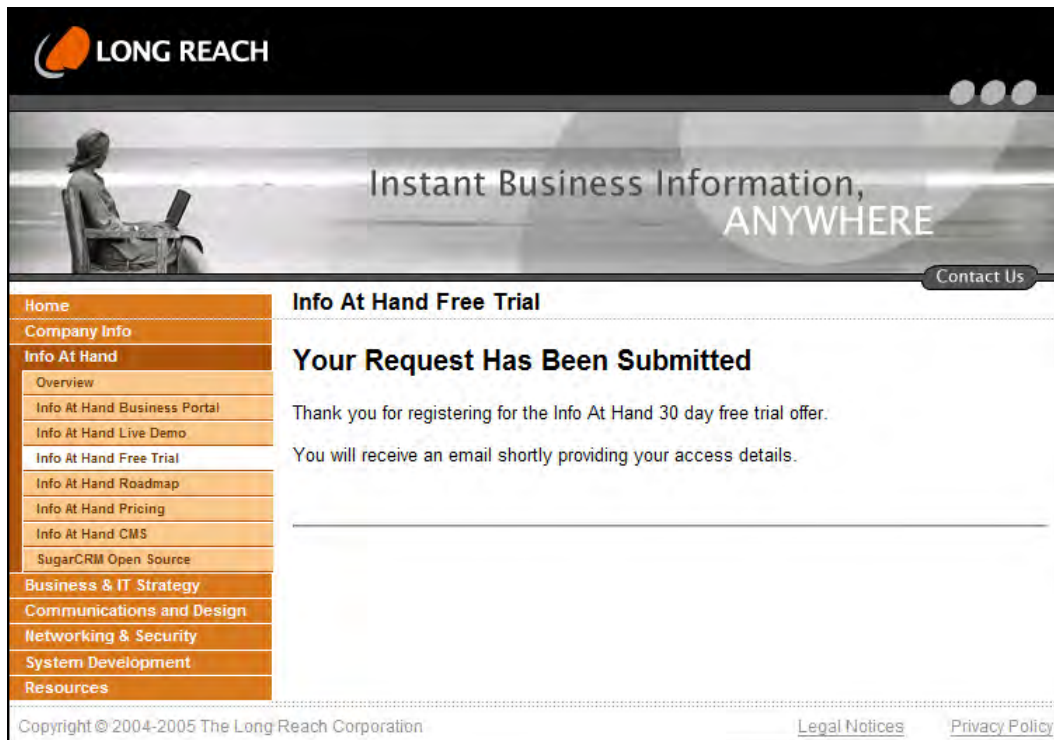 LONG REACH
Instant Business Information,
ANYWHERE
Contact Us
Home
Company Info
Info At Hand
Overview
Info At Hand Business Portal
Info At Hand Live Demo
Info At Hand Free Trial
Info At Hand Roadmap
Info At Hand Pricing
Info At Hand CMS
SugarCRM Open Source
Business & IT Strategy
Communications and Design
Networking & Security
System Development
Resources
Info At Hand Free Trial
Your Request Has Been Submitted
Thank you for registering for the Info At Hand 30 day free trial offer.
You will receive an email shortly providing your access details.
Copyright © 2004-2005 The Long Reach Corporation
Legal Notices
Privacy Policy